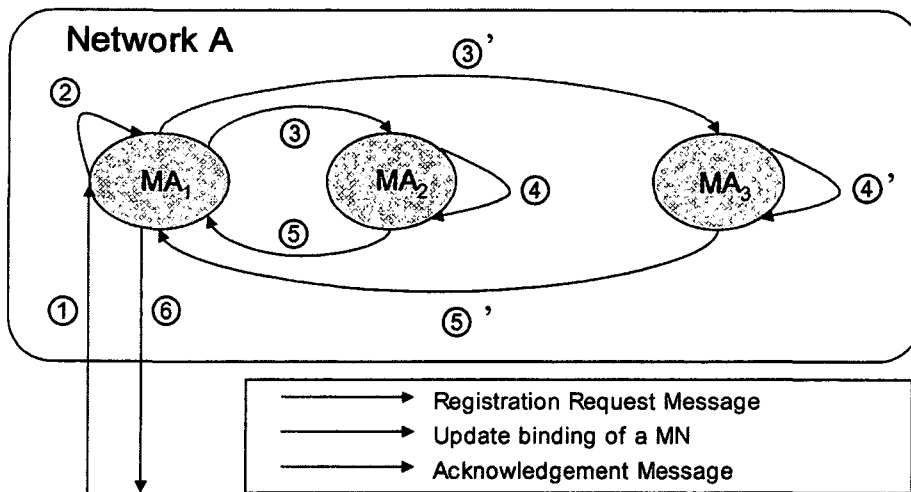 Network A
③'
②
③
MA₁
MA₂
④
MA₃
④'
⑤
①
⑥
⑤'
Registration Request Message
Update binding of a MN
Acknowledgement Message